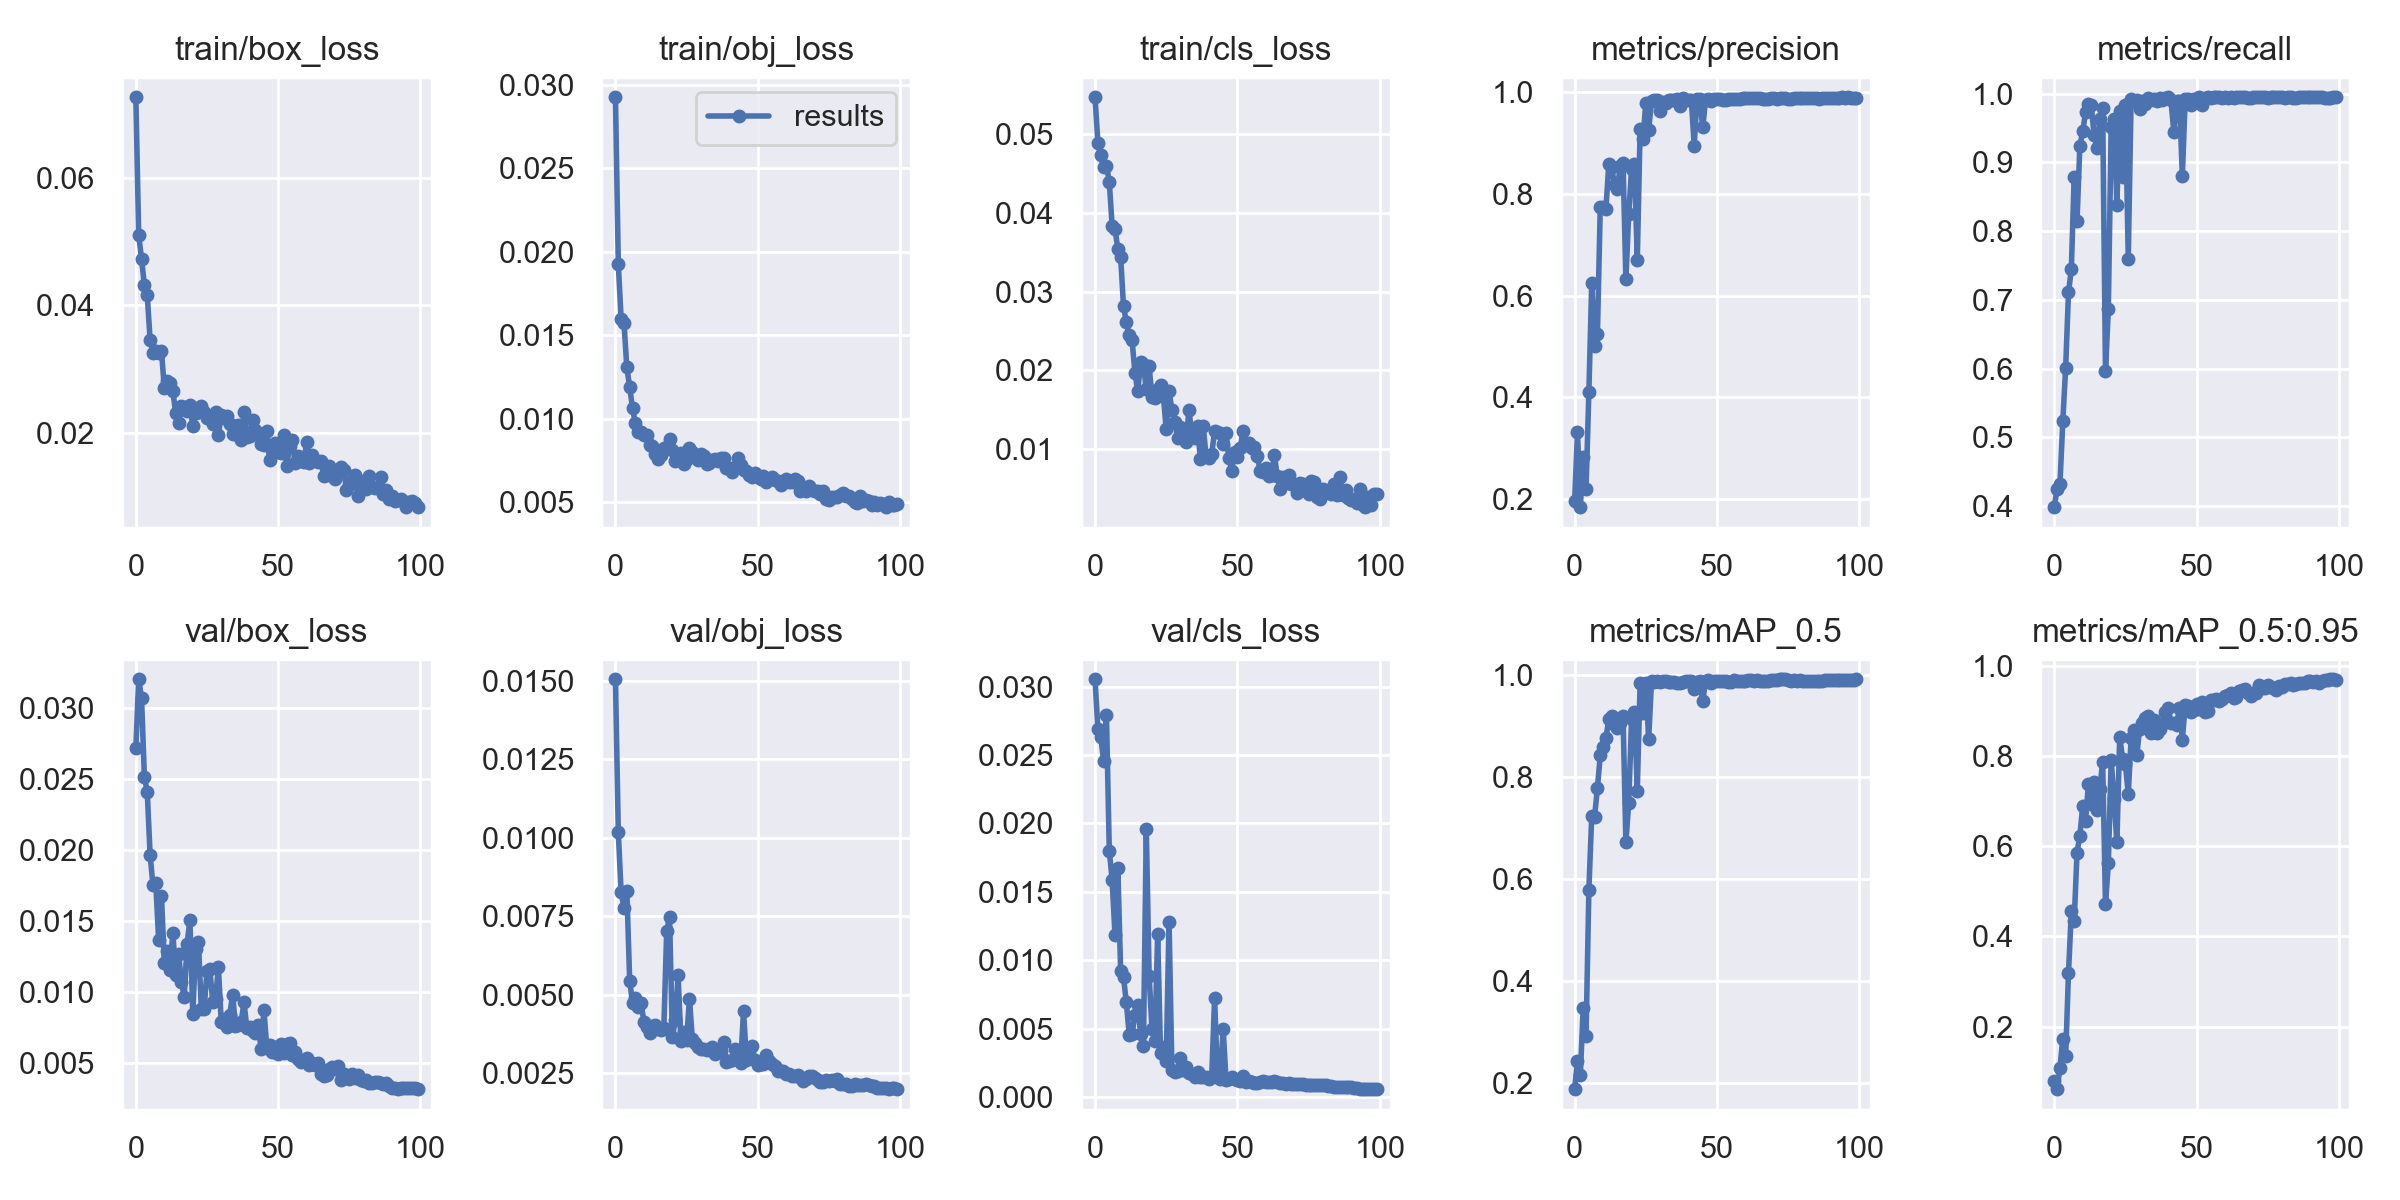 train/box_loss
0.06
0.04
0.02
0 50 100
train/obj_loss
results
0.030
0.025
0.020
0.015
0.010
0.005
0 50 100
train/cls_loss
0.05
0.04
0.03
0.02
0.01
0 50 100
metrics/precision
1.0
0.8
0.6
0.4
0.2
0 50 100
metrics/recall
1.0
0.9
0.8
0.7
0.6
0.5
0.4
0 50 100
val/box_loss
0.030
0.025
0.020
0.015
0.010
0.005
0 50 100
val/obj_loss
0.0150
0.0125
0.0100
0.0075
0.0050
0.0025
0 50 100
val/cls_loss
0.030
0.025
0.020
0.015
0.010
0.005
0.000
0 50 100
metrics/mAP_0.5
1.0
0.8
0.6
0.4
0.2
0 50 100
metrics/mAP_0.5:0.95
1.0
0.8
0.6
0.4
0.2
0 50 100